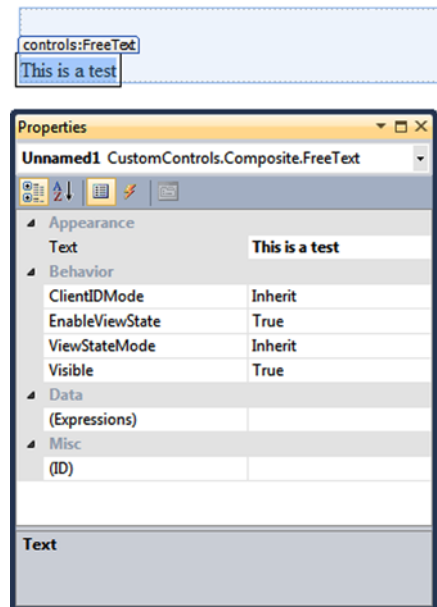 controls:FreeText
This is a test
Properties
Unnamed1 CustomControls.Composite.FreeText
Appearance
Text This is a test
Behavior
ClientIDMode Inherit
EnableViewState True
ViewStateMode Inherit
Visible True
Data
(Expressions)
Misc
(ID)
Text